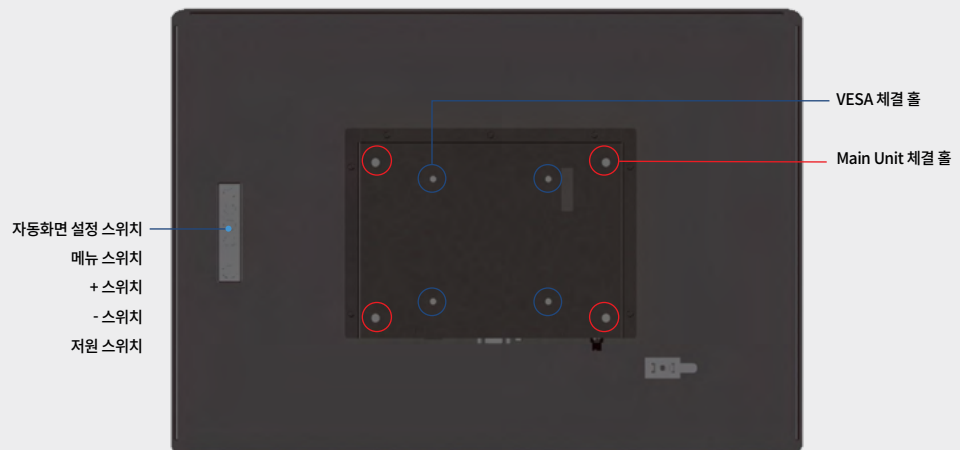 VESA 체결 홀
Main Unit 체결 홀
자동화면 설정 스위치
메뉴 스위치
+ 스위치
- 스위치
저원 스위치